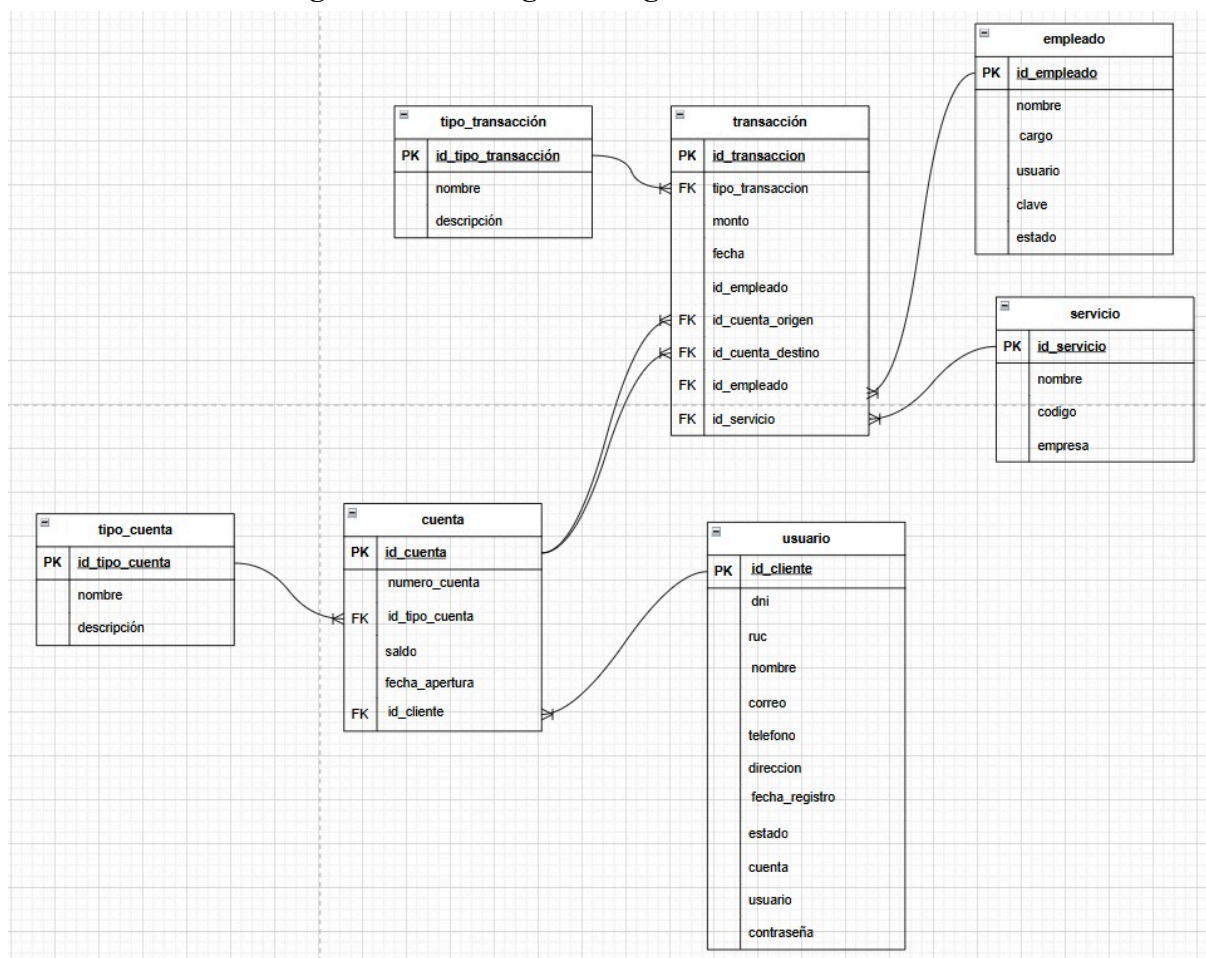 empleado
PK id_empleado
nombre
cargo
usuario
clave
estado
tipo_transacción
PK id_tipo_transacción
nombre
descripción
transacción
PK id_transaccion
FK tipo_transaccion
monto
fecha
id_empleado
FK id_cuenta_origen
FK id_cuenta_destino
FK id_empleado
FK id_servicio
servicio
PK id_servicio
nombre
codigo
empresa
tipo_cuenta
PK id_tipo_cuenta
nombre
descripción
cuenta
PK id_cuenta
numero_cuenta
FK id_tipo_cuenta
saldo
fecha_apertura
FK id_cliente
usuario
PK id_cliente
dni
ruc
nombre
correo
telefono
direccion
fecha_registro
estado
cuenta
usuario
contraseña